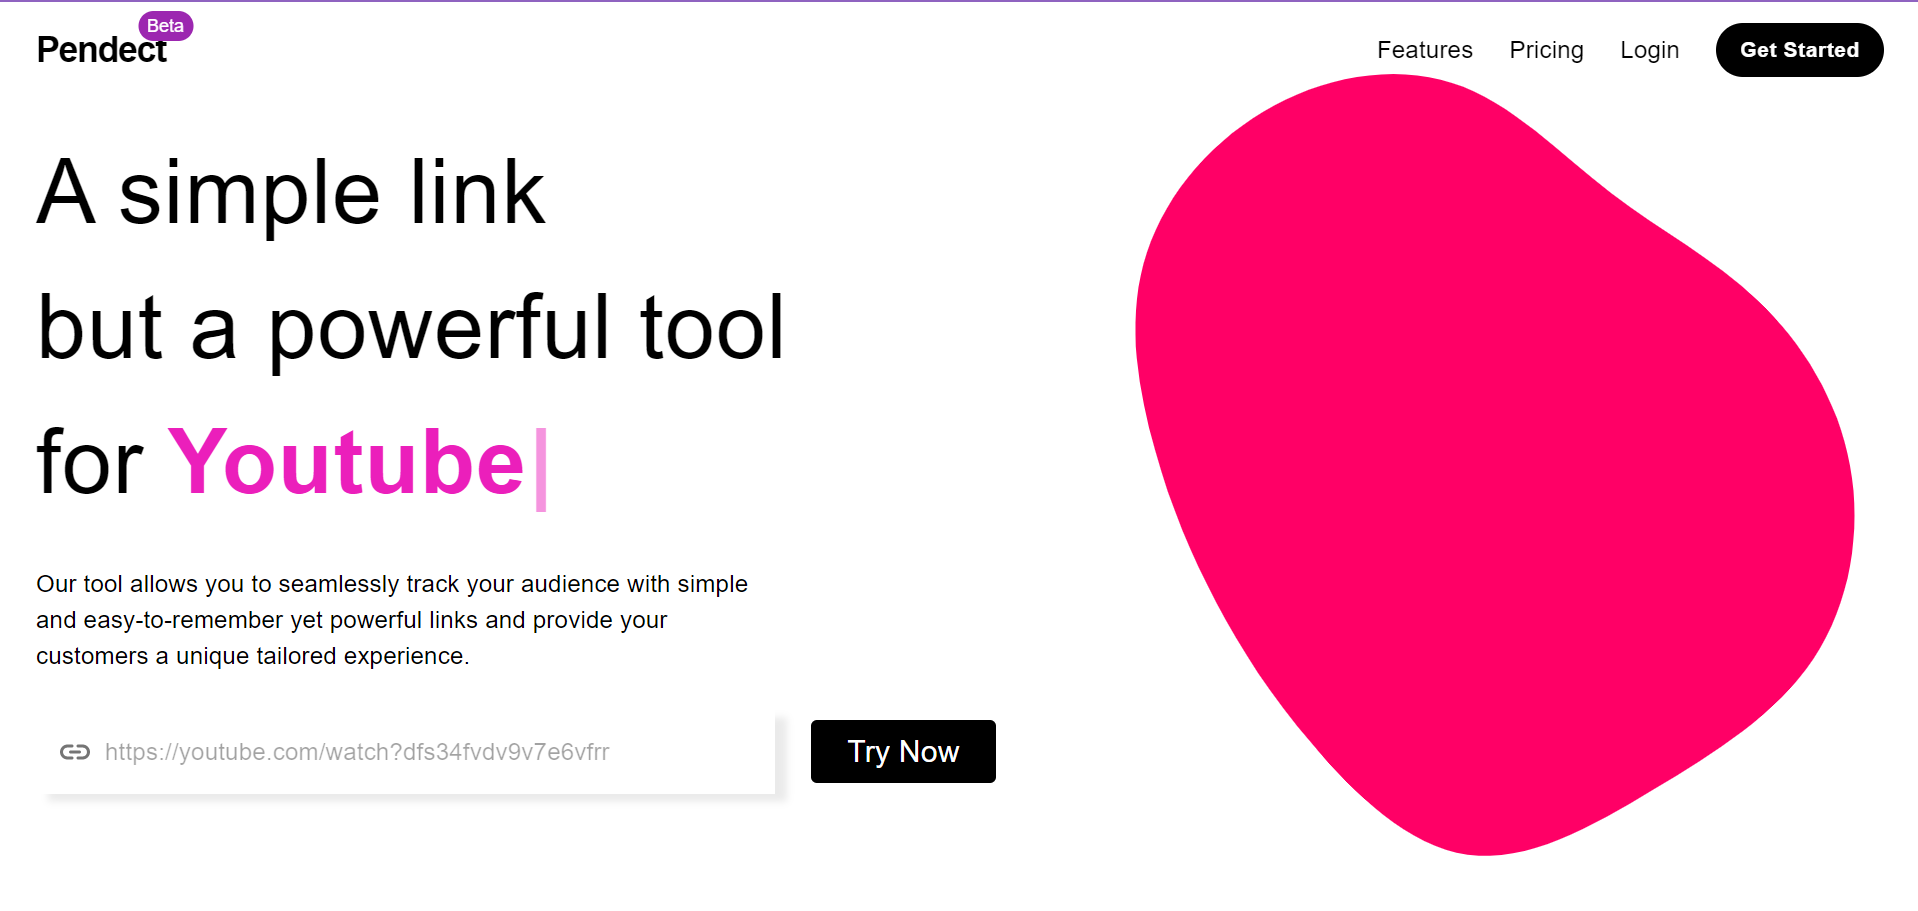 Pendect
Beta
Features
Pricing
Login
Get Started
A simple link
but a powerful tool
for Youtube|
Our tool allows you to seamlessly track your audience with simple
and easy-to-remember yet powerful links and provide your
customers a unique tailored experience.
https://youtube.com/watch?dfs34fvdv9v7e6vfrr
Try Now